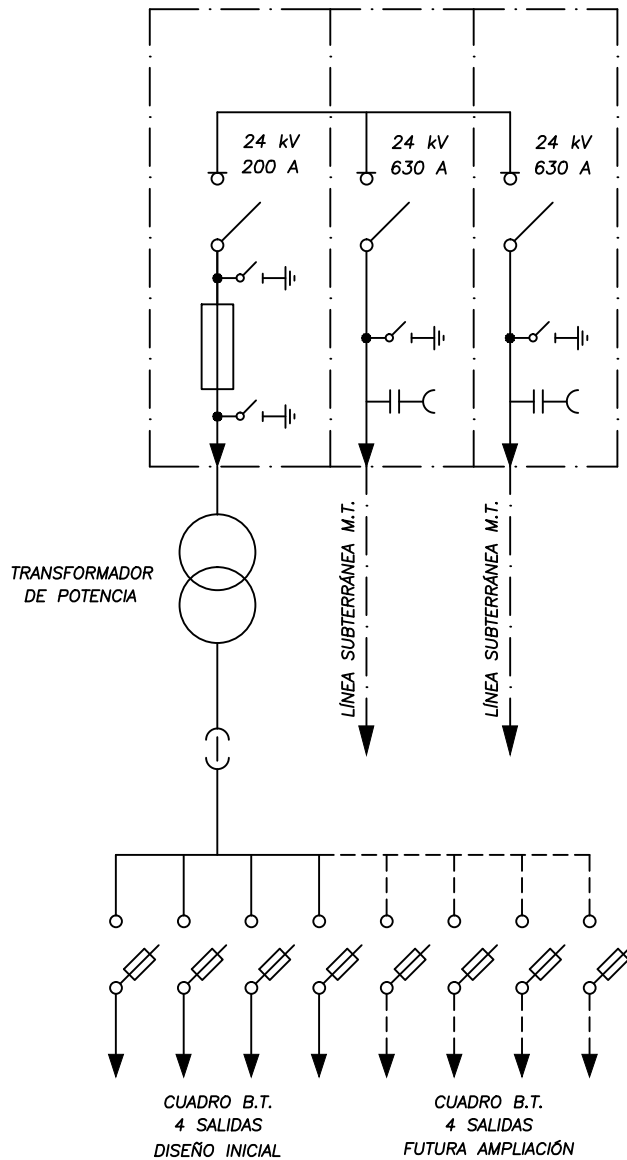 24 kV
200 A
24 kV
630 A
24 kV
630 A
TRANSFORMADOR
DE POTENCIA
LÍNEA SUBTERRÁNEA M.T.
LÍNEA SUBTERRÁNEA M.T.
CUADRO B.T.
4 SALIDAS
DISEÑO INICIAL
CUADRO B.T.
4 SALIDAS
FUTURA AMPLIACIÓN